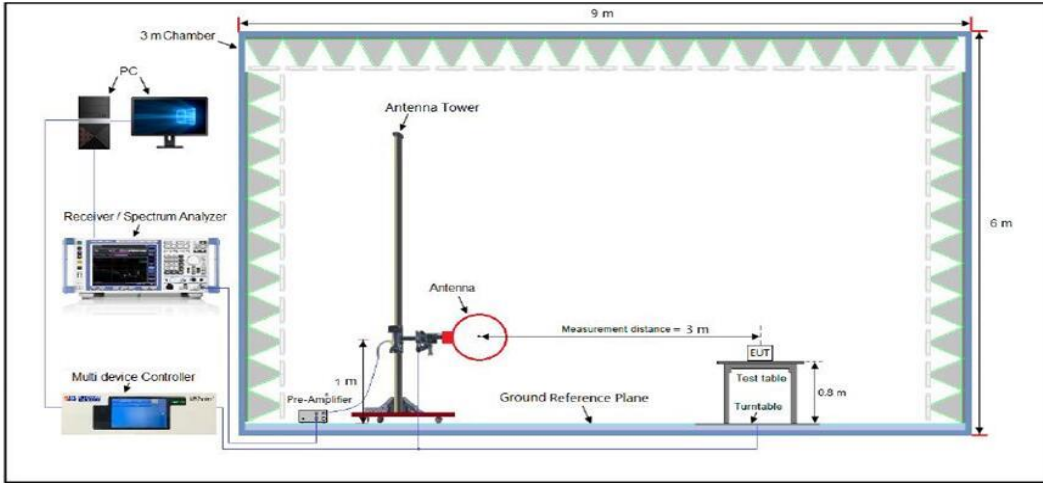 9 m
3 m Chamber
PC
Antenna Tower
Receiver / Spectrum Analyzer
6 m
Antenna
Measurement distance = 3 m
EUT
Multi device Controller
1 m
Pre-Amplifier
Ground Reference Plane
Test table
0.8 m
Turntable